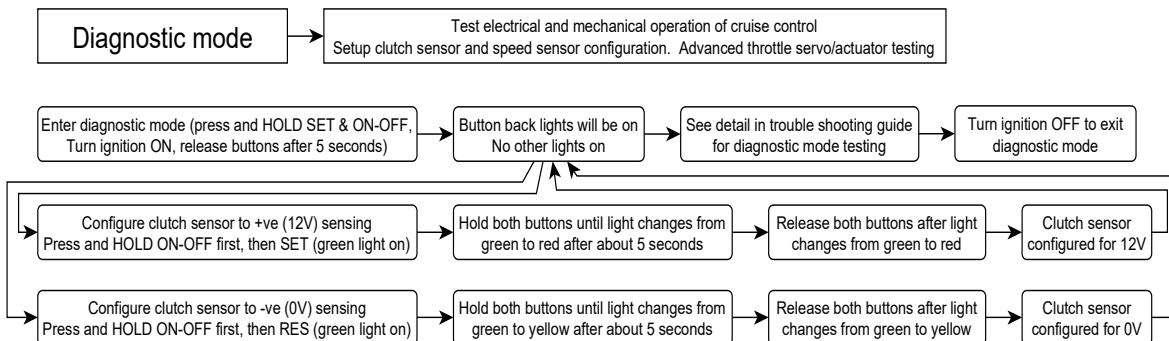 Diagnostic mode
Test electrical and mechanical operation of cruise control
Setup clutch sensor and speed sensor configuration.  Advanced throttle servo/actuator testing
Enter diagnostic mode (press and HOLD SET & ON-OFF,
Turn ignition ON, release buttons after 5 seconds)
Button back lights will be on
No other lights on
See detail in trouble shooting guide
for diagnostic mode testing
Turn ignition OFF to exit
diagnostic mode
Configure clutch sensor to +ve (12V) sensing
Press and HOLD ON-OFF first, then SET (green light on)
Hold both buttons until light changes from
green to red after about 5 seconds
Release both buttons after light
changes from green to red
Clutch sensor
configured for 12V
Configure clutch sensor to -ve (0V) sensing
Press and HOLD ON-OFF first, then RES (green light on)
Hold both buttons until light changes from
green to yellow after about 5 seconds
Release both buttons after light
changes from green to yellow
Clutch sensor
configured for 0V